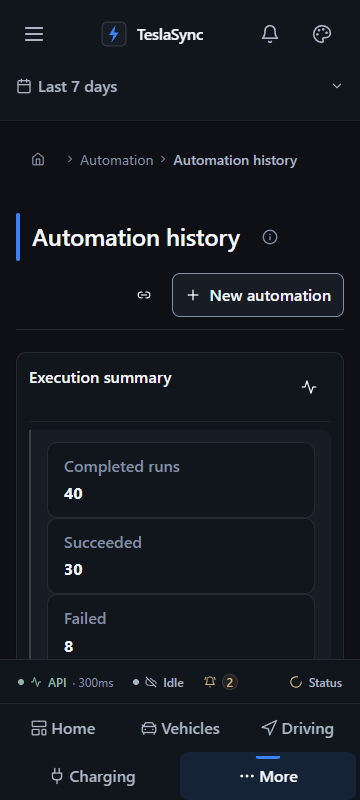 TeslaSync
Last 7 days
Automation
Automation history
Automation history
New automation
Execution summary
Completed runs
40
Succeeded
30
Failed
8
API · 300ms
Idle
2
Status
Home
Vehicles
Driving
Charging
More